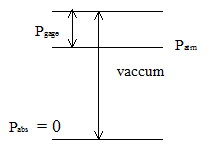 Pgage
Patm
vaccum
Pabs = 0